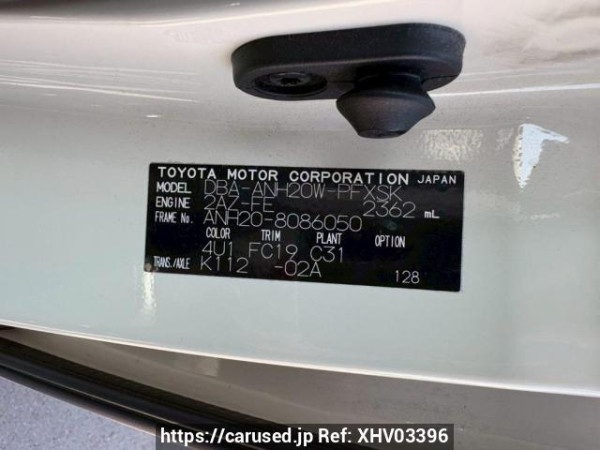 TOYOTA MOTOR CORPORATION JAPAN
MODEL DBA-ANH20W-PFXSK
ENGINE 2AZ-FE 2362 mL
FRAME No. ANH20-8086050
COLOR TRIM PLANT OPTION
4U1 FC19 C31
TRANS./AXLE K112 -02A 128
https://carused.jp Ref: XHV03396